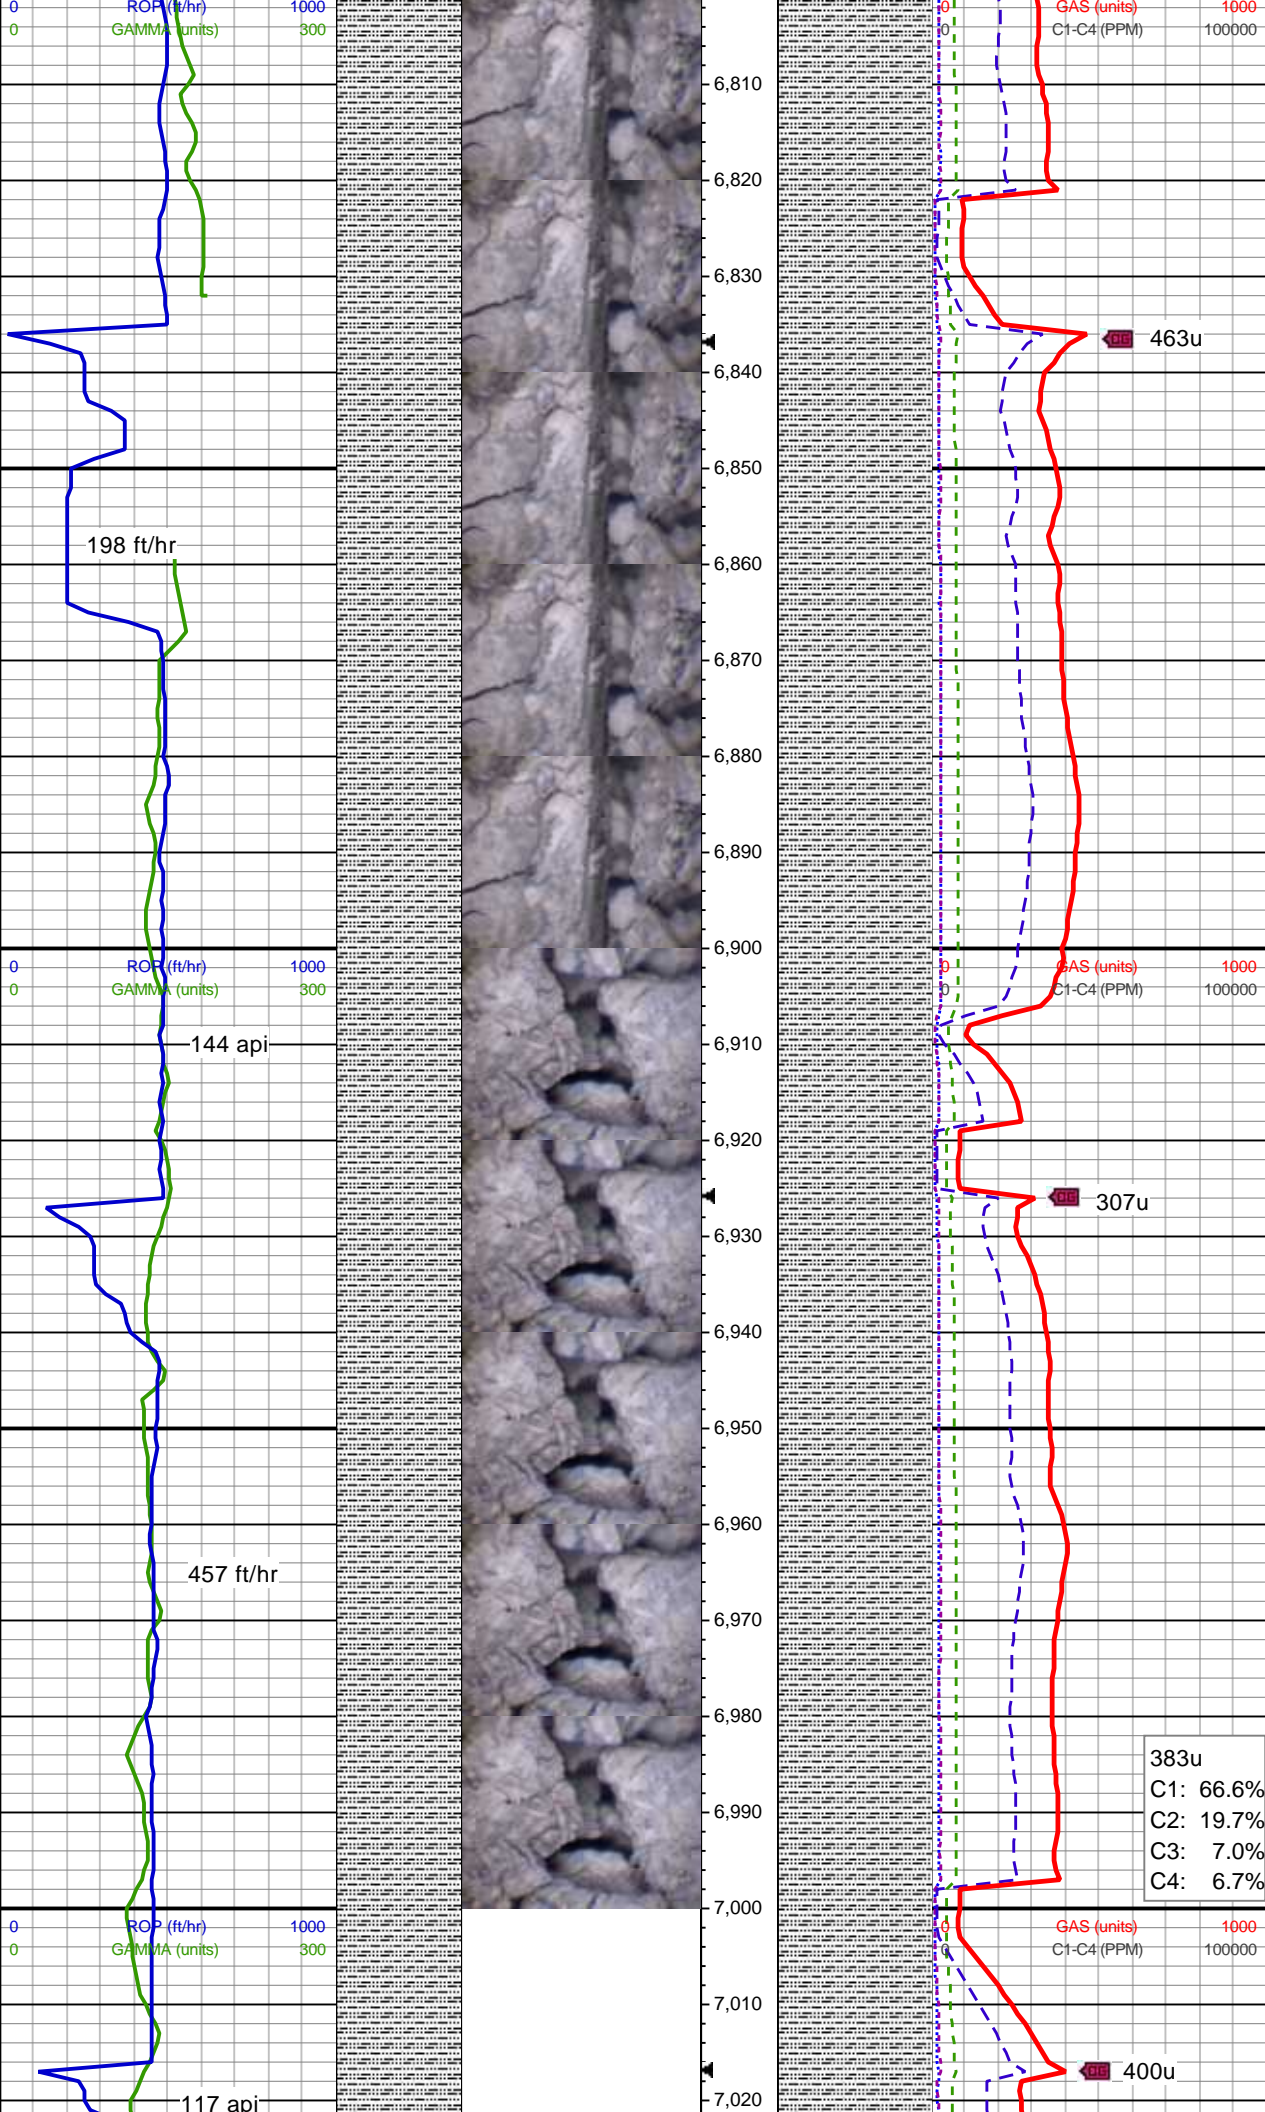 0 ROP (ft/hr) 1000 0 GAS (units) 1000
0 GAMMA (units) 300 0 C1-C4 (PPM) 100000
6,810
6,820
6,830
CG 463u
6,840
6,850
198 ft/hr
6,860
6,870
6,880
6,890
6,900
0 ROP (ft/hr) 1000 0 GAS (units) 1000
0 GAMMA (units) 300 0 C1-C4 (PPM) 100000
144 api 6,910
6,920
CG 307u
6,930
6,940
6,950
6,960
457 ft/hr
6,970
6,980
383u
C1: 66.6%
6,990
C2: 19.7%
C3: 7.0%
C4: 6.7%
7,000
0 ROP (ft/hr) 1000 0 GAS (units) 1000
0 GAMMA (units) 300 0 C1-C4 (PPM) 100000
7,010
CG 400u
117 api 7,020